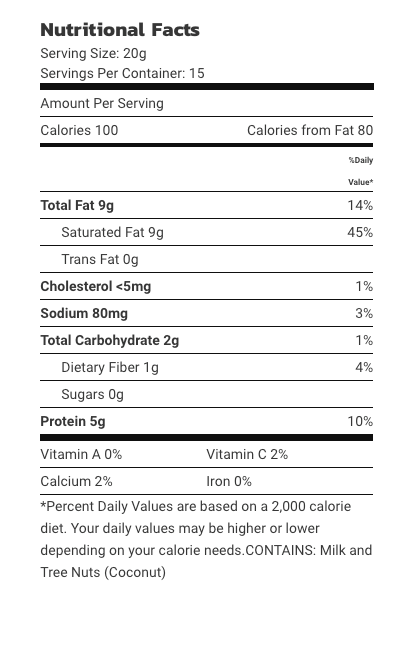 Nutritional Facts
Serving Size: 20g
Servings Per Container: 15
Amount Per Serving
Calories 100 Calories from Fat 80
%Daily
Value*
Total Fat 9g 14%
Saturated Fat 9g 45%
Trans Fat 0g
Cholesterol <5mg 1%
Sodium 80mg 3%
Total Carbohydrate 2g 1%
Dietary Fiber 1g 4%
Sugars 0g
Protein 5g 10%
Vitamin A 0% Vitamin C 2%
Calcium 2% Iron 0%
*Percent Daily Values are based on a 2,000 calorie
diet. Your daily values may be higher or lower
depending on your calorie needs.CONTAINS: Milk and
Tree Nuts (Coconut)